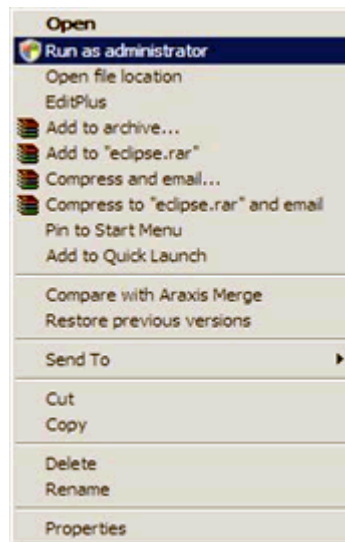 Open
Run as administrator
Open file location
EditPlus
Add to archive...
Add to "eclipse.rar"
Compress and email...
Compress to "eclipse.rar" and email
Pin to Start Menu
Add to Quick Launch
Compare with Araxis Merge
Restore previous versions
Send To
Cut
Copy
Delete
Rename
Properties